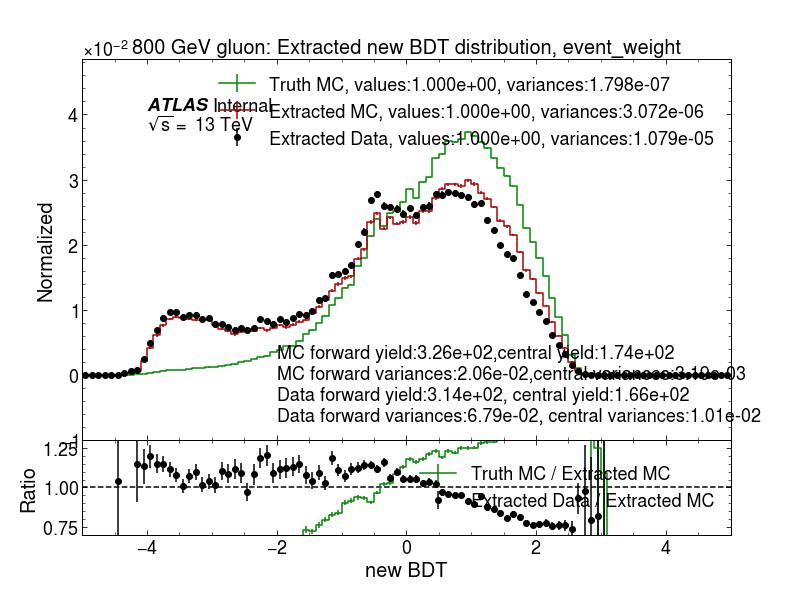 ×10⁻² 800 GeV gluon: Extracted new BDT distribution, event_weight
Truth MC, values:1.000e+00, variances:1.798e-07
ATLAS Internal
Extracted MC, values:1.000e+00, variances:3.072e-06
√s = 13 TeV
Extracted Data, values:1.000e+00, variances:1.079e-05
4
3
2
1
0
Normalized
MC forward yield:3.26e+02,central yield:1.74e+02
MC forward variances:2.06e-02,central variances:3.19e-03
Data forward yield:3.14e+02, central yield:1.66e+02
Data forward variances:6.79e-02, central variances:1.01e-02
−1
1.25
1.00
0.75
Ratio
Truth MC / Extracted MC
Extracted Data / Extracted MC
−4 −2 0 2 4
new BDT